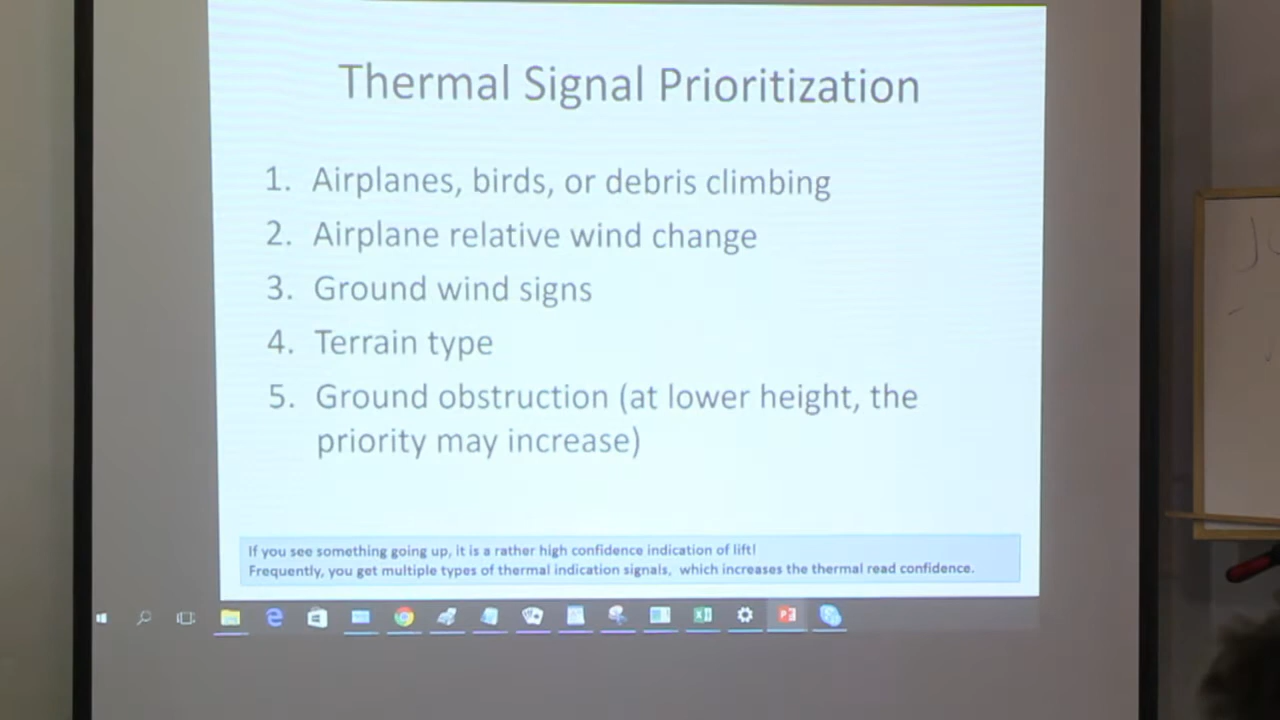 Thermal Signal Prioritization
1. Airplanes, birds, or debris climbing
2. Airplane relative wind change
3. Ground wind signs
4. Terrain type
5. Ground obstruction (at lower height, the
priority may increase)
If you see something going up, it is a rather high confidence indication of lift!
Frequently, you get multiple types of thermal indication signals, which increases the thermal read confidence.